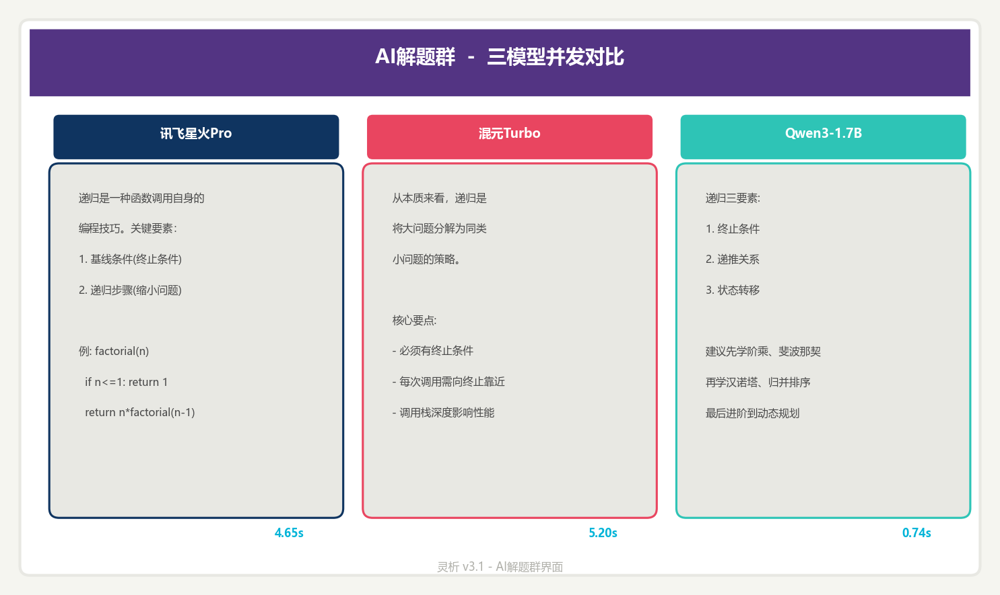 AI解题群 - 三模型并发对比
讯飞星火Pro
递归是一种函数调用自身的
编程技巧。关键要素：
1. 基线条件(终止条件)
2. 递归步骤(缩小问题)
例: factorial(n)
if n<=1: return 1
return n*factorial(n-1)
4.65s
混元Turbo
从本质来看，递归是
将大问题分解为同类
小问题的策略。
核心要点:
- 必须有终止条件
- 每次调用需向终止靠近
- 调用栈深度影响性能
5.20s
Qwen3-1.7B
递归三要素:
1. 终止条件
2. 递推关系
3. 状态转移
建议先学阶乘、斐波那契
再学汉诺塔、归并排序
最后进阶到动态规划
0.74s
灵析 v3.1 - AI解题群界面